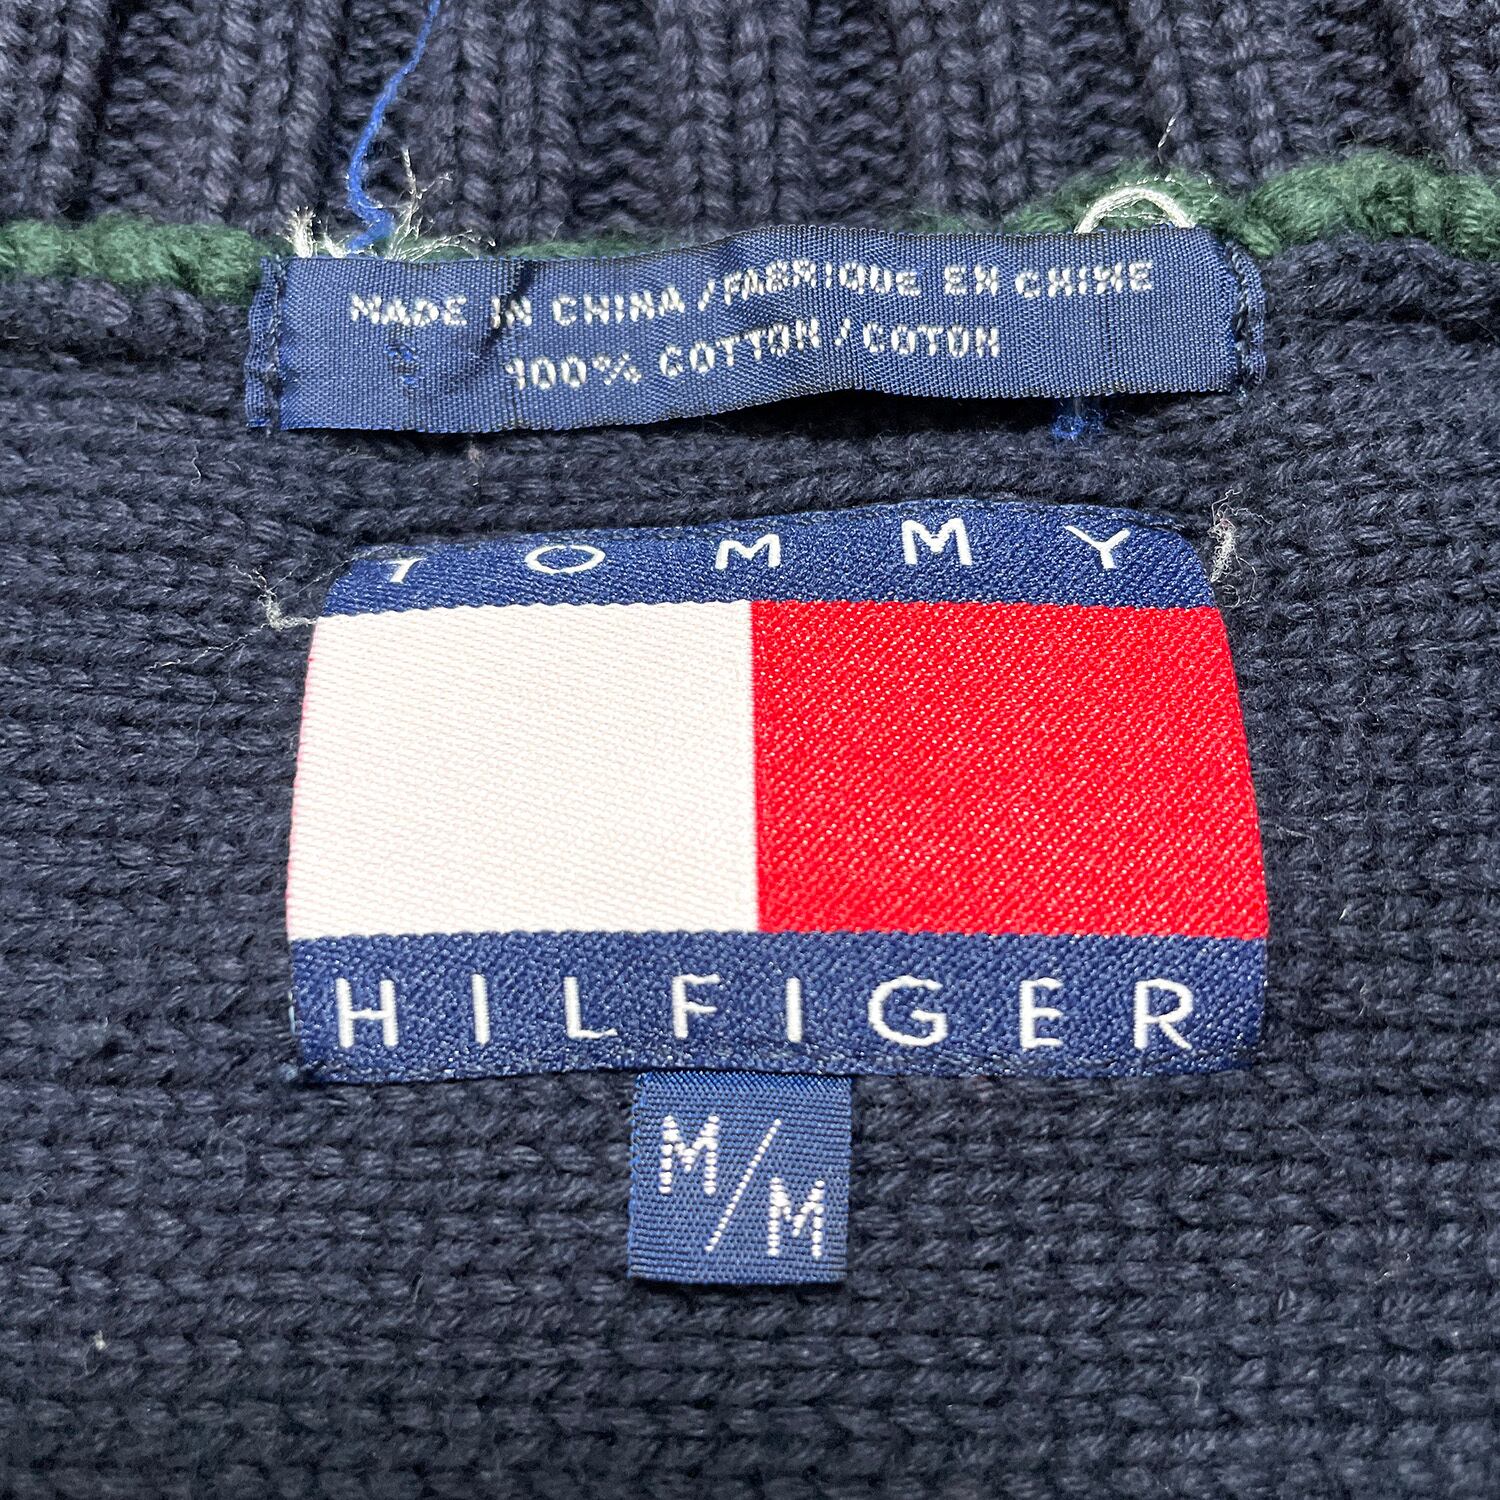 MADE IN CHINA / FABRIQUE EN CHINE
100% COTTON / COTON
TOMMY
HILFIGER
M/M